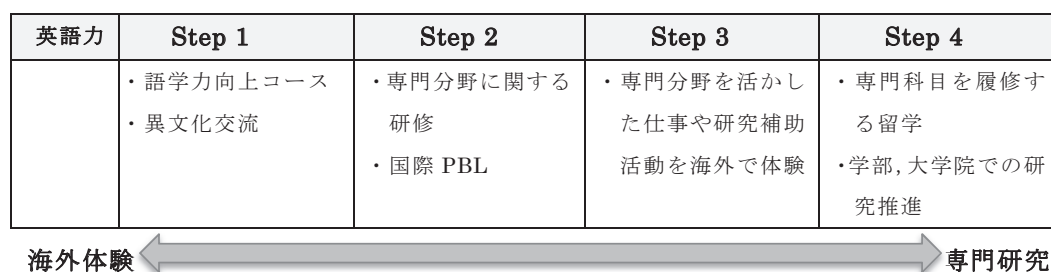 英語力 Step 1 Step 2 Step 3 Step 4
・語学力向上コース
・異文化交流
・専門分野に関する
研修
・国際 PBL
・専門分野を活かし
た仕事や研究補助
活動を海外で体験
・専門科目を履修す
る留学
・学部,大学院での研
究推進
海外体験 専門研究